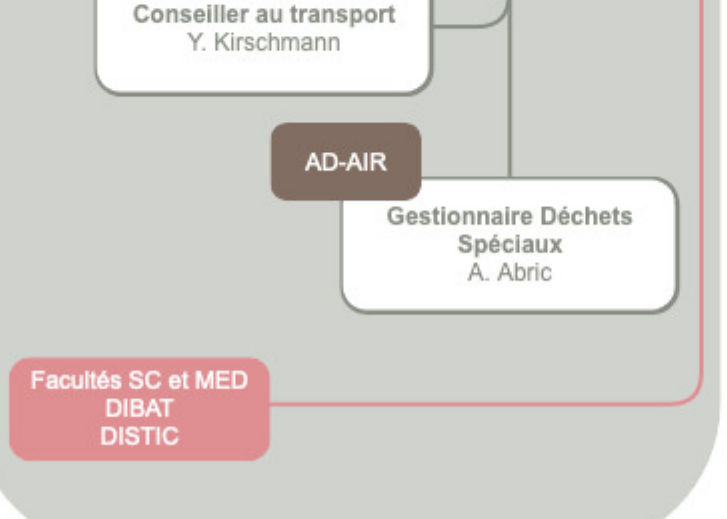 Conseiller au transport
Y. Kirschmann
AD-AIR
Gestionnaire Déchets
Spéciaux
A. Abric
Facultés SC et MED
DIBAT
DISTIC